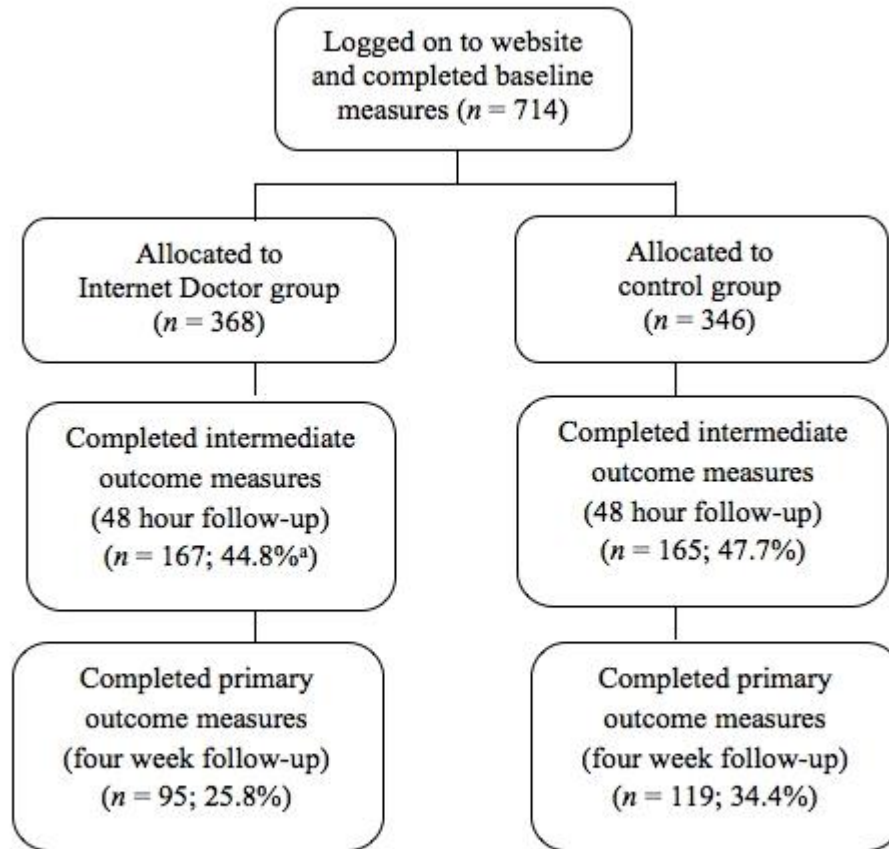 Logged on to website
and completed baseline
measures (n = 714)
Allocated to
Internet Doctor group
(n = 368)
Allocated to
control group
(n = 346)
Completed intermediate
outcome measures
(48 hour follow-up)
(n = 167; 44.8%ᵃ)
Completed intermediate
outcome measures
(48 hour follow-up)
(n = 165; 47.7%)
Completed primary
outcome measures
(four week follow-up)
(n = 95; 25.8%)
Completed primary
outcome measures
(four week follow-up)
(n = 119; 34.4%)